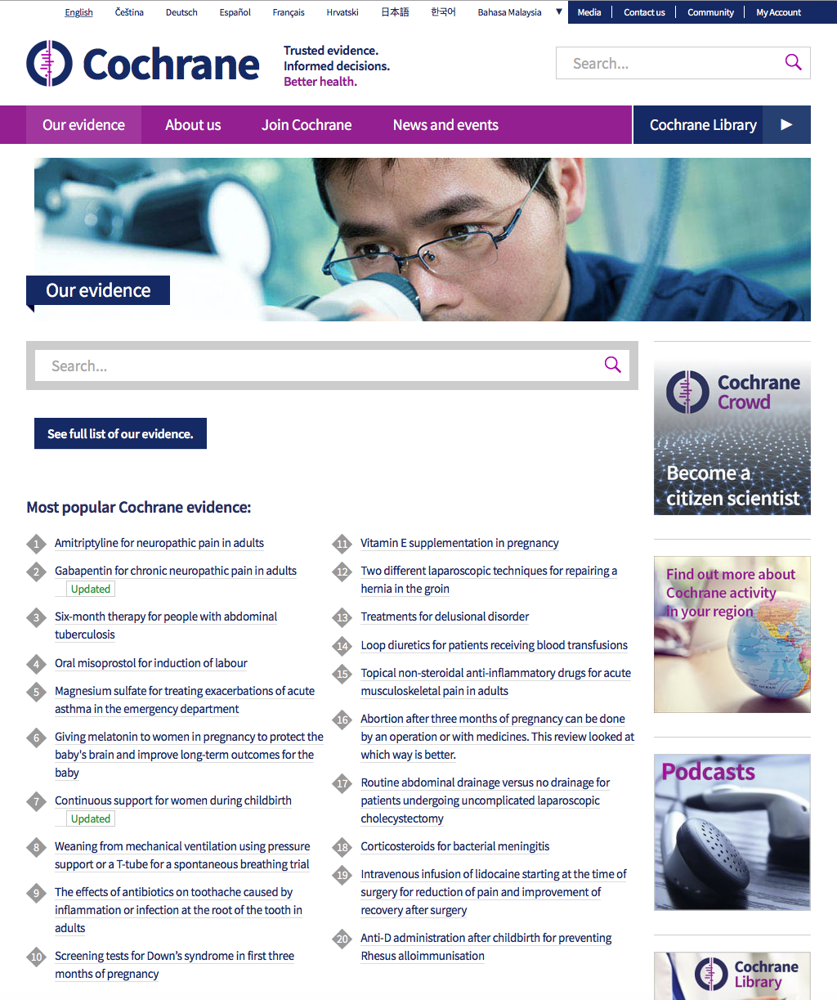 English Čeština Deutsch Español Français Hrvatski 日本語 한국어 Bahasa Malaysia ▼ Media Contact us Community My Account
Cochrane
Trusted evidence.
Informed decisions.
Better health.
Search...
Our evidence About us Join Cochrane News and events Cochrane Library ▶
Our evidence
Search...
See full list of our evidence.
Most popular Cochrane evidence:
1 Amitriptyline for neuropathic pain in adults
2 Gabapentin for chronic neuropathic pain in adults
Updated
3 Six-month therapy for people with abdominal
tuberculosis
4 Oral misoprostol for induction of labour
5 Magnesium sulfate for treating exacerbations of acute
asthma in the emergency department
6 Giving melatonin to women in pregnancy to protect the
baby's brain and improve long-term outcomes for the
baby
7 Continuous support for women during childbirth
Updated
8 Weaning from mechanical ventilation using pressure
support or a T-tube for a spontaneous breathing trial
9 The effects of antibiotics on toothache caused by
inflammation or infection at the root of the tooth in
adults
10 Screening tests for Down’s syndrome in first three
months of pregnancy
11 Vitamin E supplementation in pregnancy
12 Two different laparoscopic techniques for repairing a
hernia in the groin
13 Treatments for delusional disorder
14 Loop diuretics for patients receiving blood transfusions
15 Topical non-steroidal anti-inflammatory drugs for acute
musculoskeletal pain in adults
16 Abortion after three months of pregnancy can be done
by an operation or with medicines. This review looked at
which way is better.
17 Routine abdominal drainage versus no drainage for
patients undergoing uncomplicated laparoscopic
cholecystectomy
18 Corticosteroids for bacterial meningitis
19 Intravenous infusion of lidocaine starting at the time of
surgery for reduction of pain and improvement of
recovery after surgery
20 Anti-D administration after childbirth for preventing
Rhesus alloimmunisation
Cochrane
Crowd
Become a
citizen scientist
Find out more about
Cochrane activity
in your region
Podcasts
Cochrane
Library